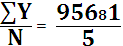 ∑Y/N = 95681/5